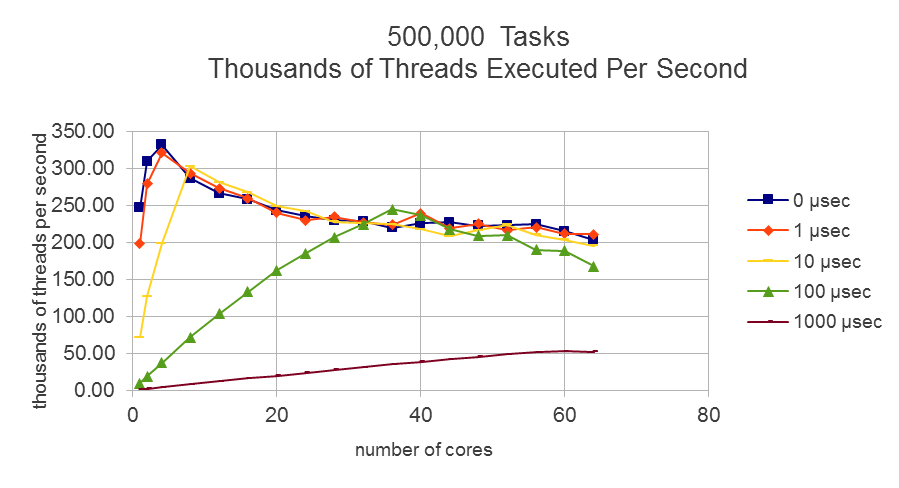 500,000 Tasks
Thousands of Threads Executed Per Second
thousands of threads per second
350.00
300.00
250.00
200.00
150.00
100.00
50.00
0.00
0 20 40 60 80
number of cores
0 µsec
1 µsec
10 µsec
100 µsec
1000 µsec